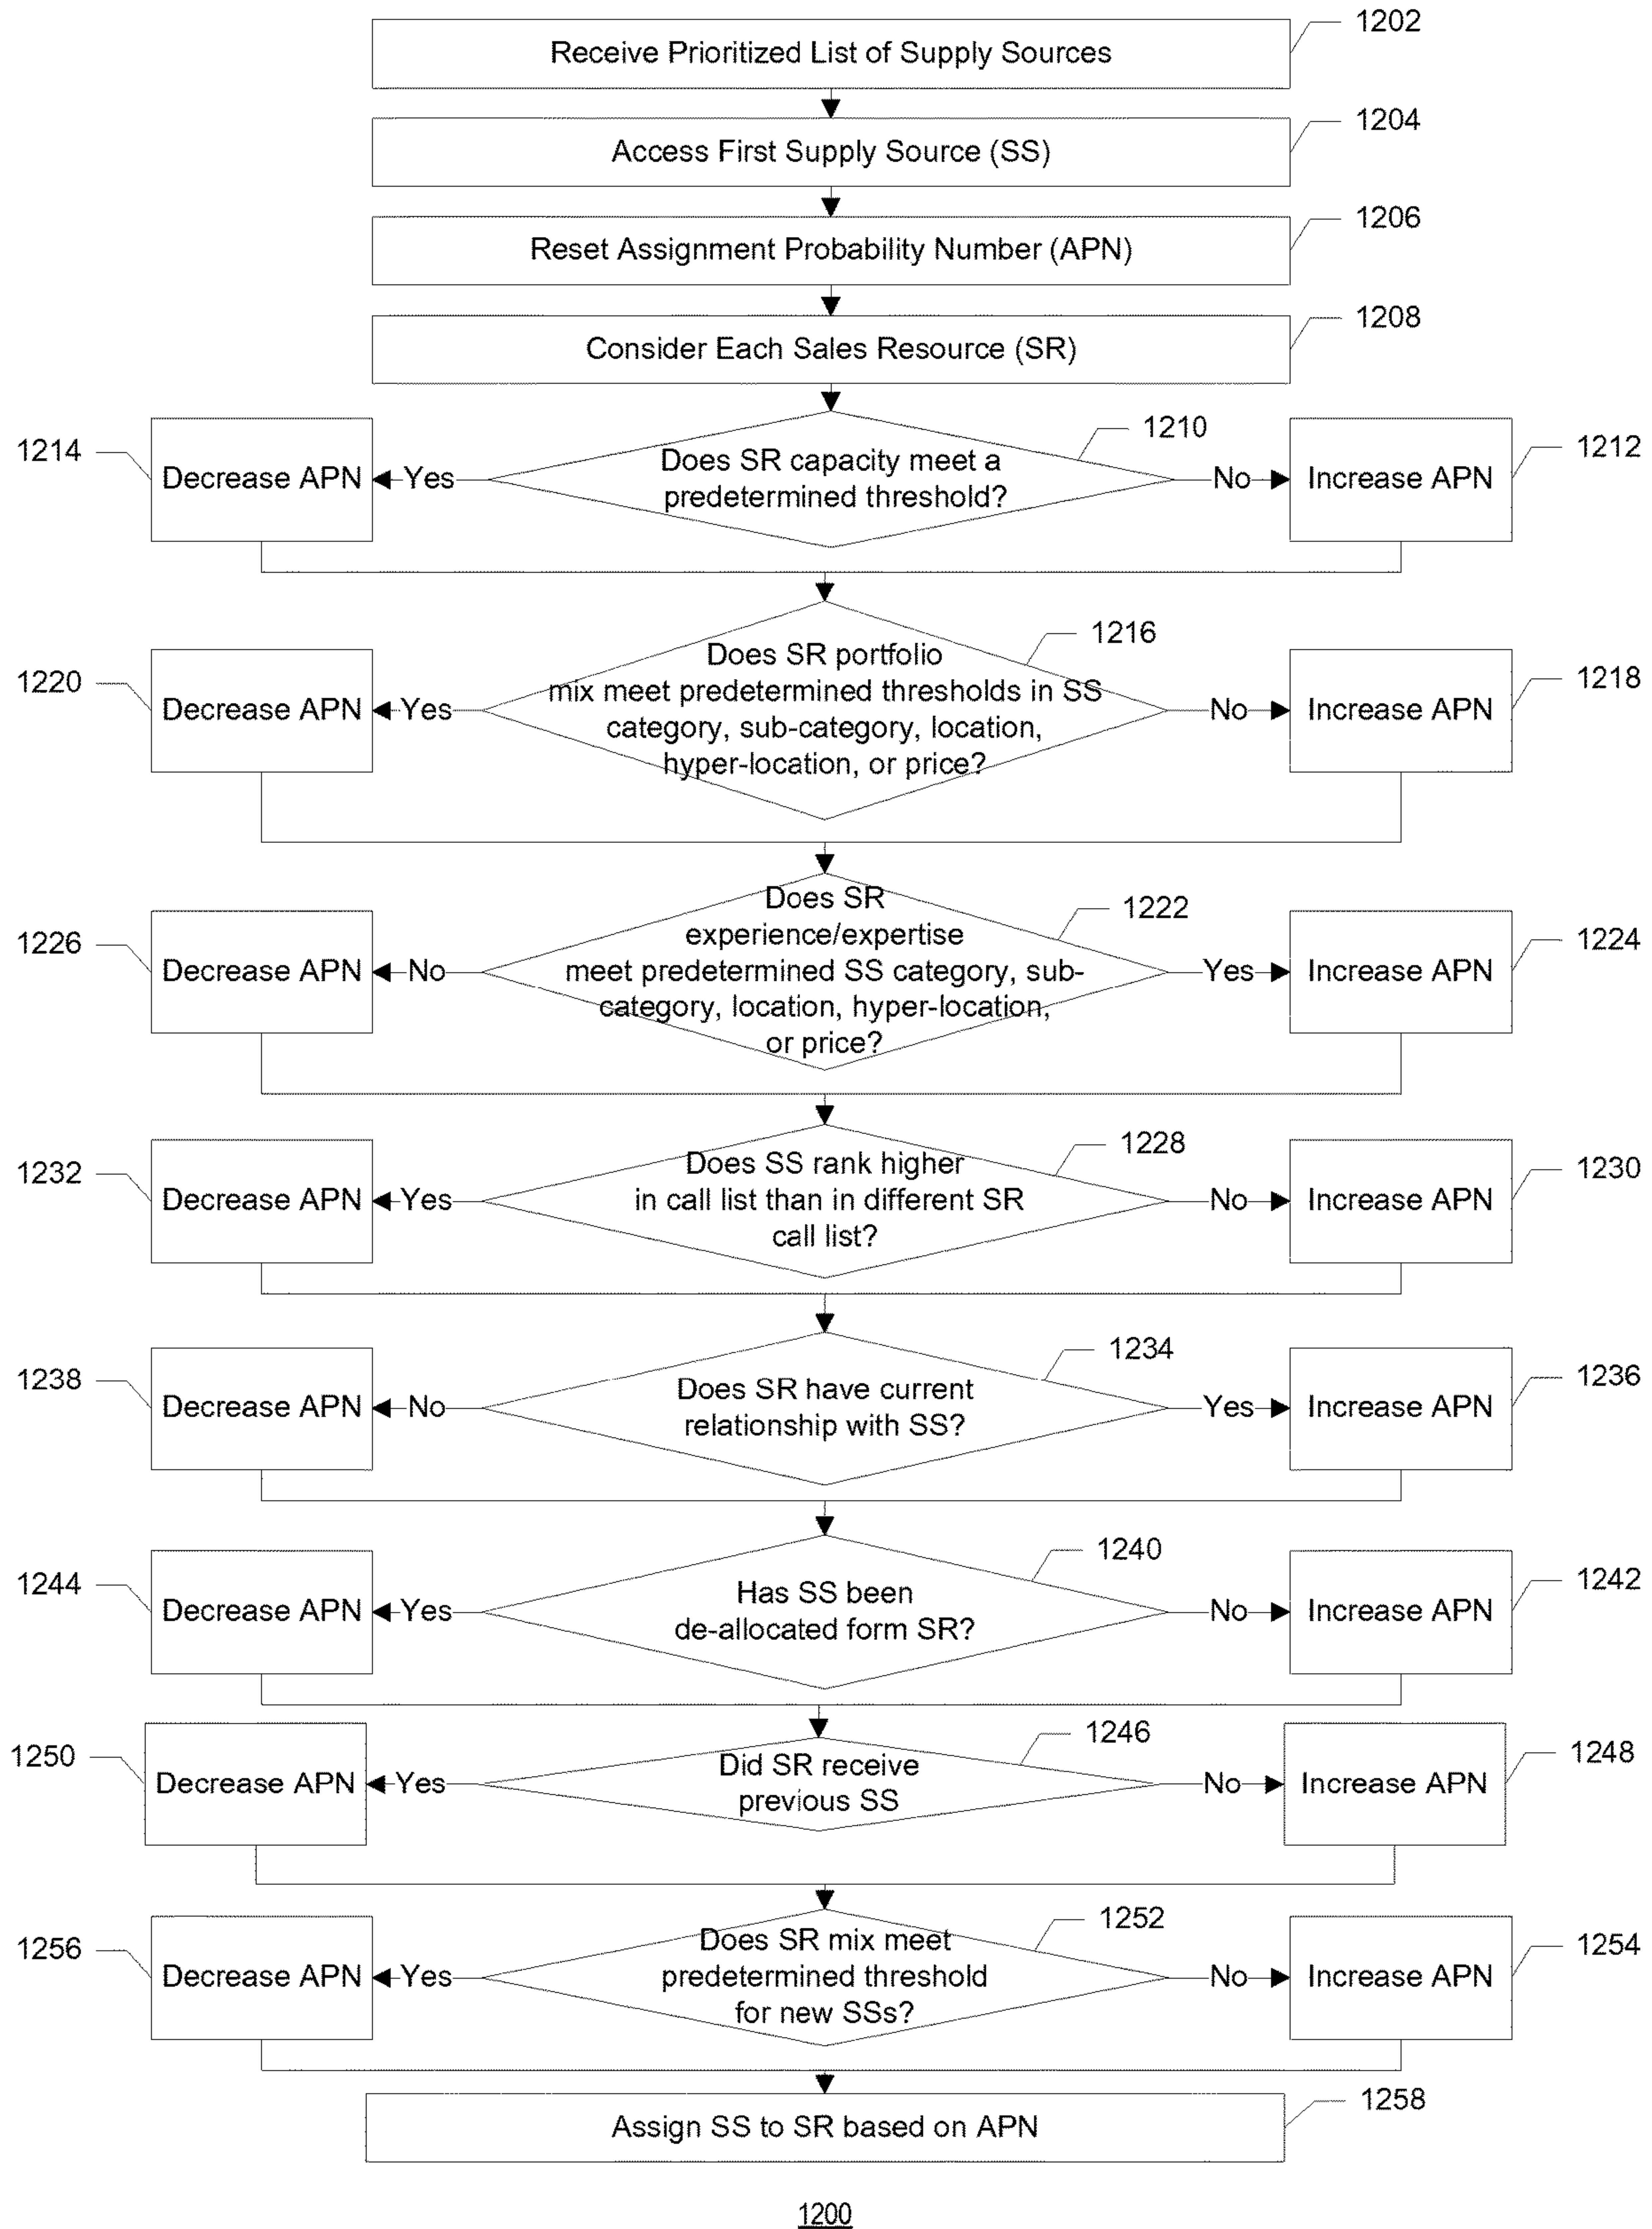 1202
Receive Prioritized List of Supply Sources
1204
Access First Supply Source (SS)
1206
Reset Assignment Probability Number (APN)
1208
Consider Each Sales Resource (SR)
1214
Decrease APN
Yes
1210
Does SR capacity meet a
predetermined threshold?
No
Increase APN
1212
1220
Decrease APN
Yes
1216
Does SR portfolio
mix meet predetermined thresholds in SS
category, sub-category, location,
hyper-location, or price?
No
Increase APN
1218
1226
Decrease APN
No
1222
Does SR
experience/expertise
meet predetermined SS category, sub-
category, location, hyper-location,
or price?
Yes
Increase APN
1224
1232
Decrease APN
Yes
1228
Does SS rank higher
in call list than in different SR
call list?
No
Increase APN
1230
1238
Decrease APN
No
1234
Does SR have current
relationship with SS?
Yes
Increase APN
1236
1244
Decrease APN
Yes
1240
Has SS been
de-allocated form SR?
No
Increase APN
1242
1250
Decrease APN
Yes
1246
Did SR receive
previous SS
No
Increase APN
1248
1256
Decrease APN
Yes
1252
Does SR mix meet
predetermined threshold
for new SSs?
No
Increase APN
1254
1258
Assign SS to SR based on APN
1200